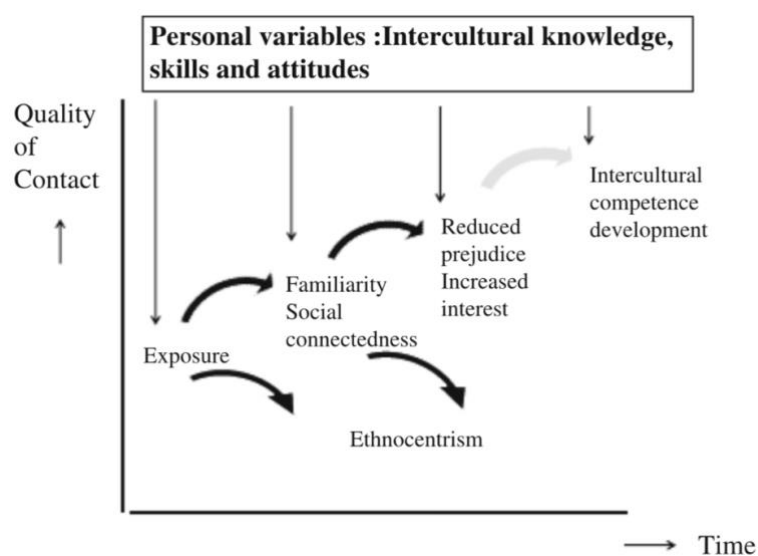 Personal variables :Intercultural knowledge,
skills and attitudes
Quality
of
Contact
Intercultural
competence
development
Reduced
prejudice
Increased
interest
Familiarity
Social
connectedness
Exposure
Ethnocentrism
Time